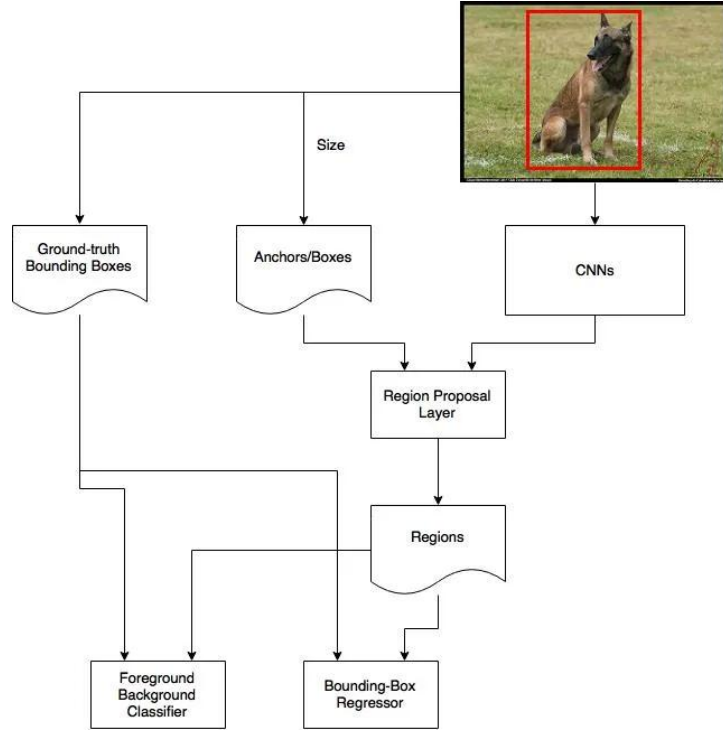 Size
Ground-truth
Bounding Boxes
Anchors/Boxes
CNNs
Region Proposal
Layer
Regions
Foreground
Background
Classifier
Bounding-Box
Regressor